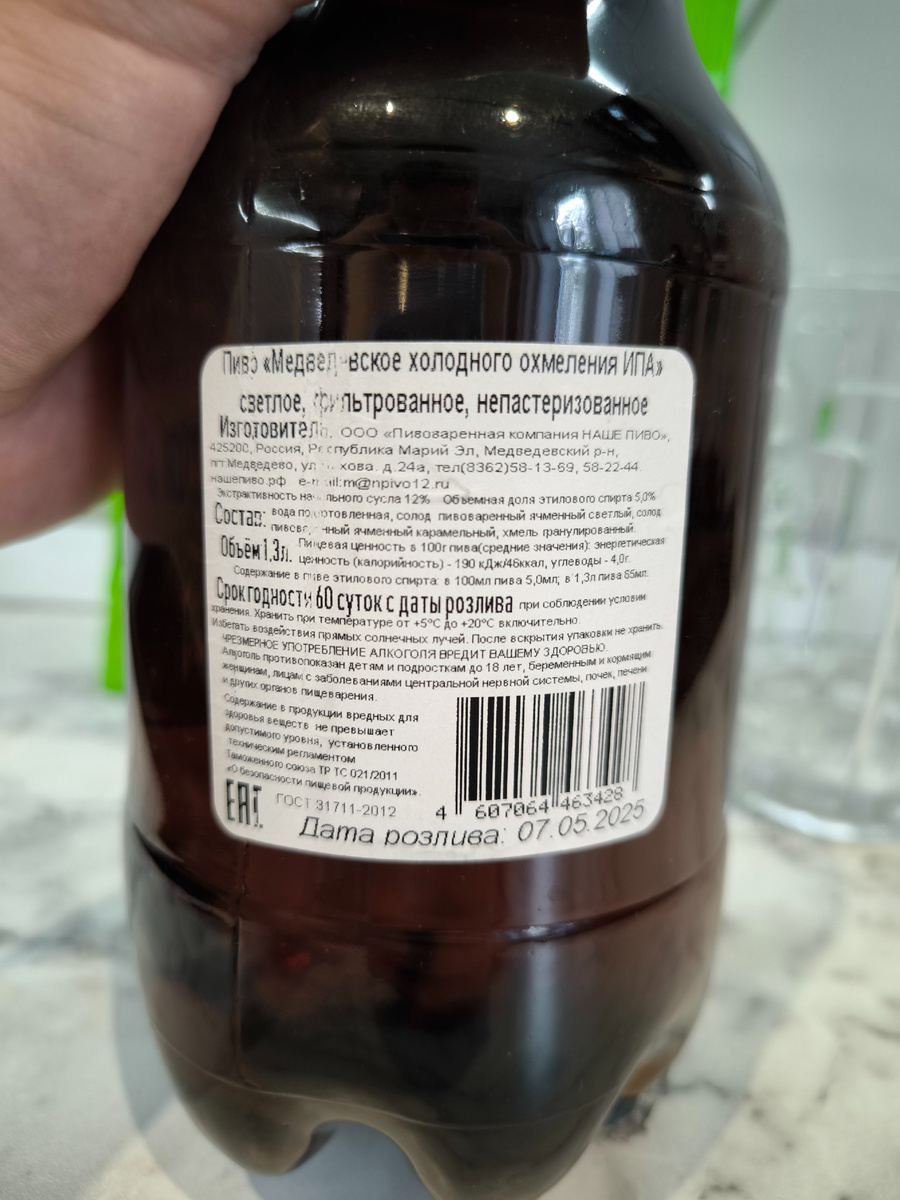 Пиво «Медведевское холодного охмеления ИПА»
светлое, фильтрованное, непастеризованное
Изготовитель: ООО «Пивоваренная компания НАШЕ ПИВО»,
425200, Россия, Республика Марий Эл, Медведевский р-н,
пгт.Медведево, ул хова. д.24а, тел(8362)58-13-69, 58-22-44.
нашепиво.рф e-mail:m@npivo12.ru
Экстрактивность начального сусла 12% Объемная доля этилового спирта 5,0%
Состав: вода подготовленная, солод пивоваренный ячменный светлый, солод
пивоваренный ячменный карамельный, хмель гранулированный.
Объём 1,3л. Пищевая ценность в 100г пива(средние значения): энергетическая
ценность (калорийность) - 190 кДж/46ккал, углеводы - 4,0г.
Содержание в пиве этилового спирта: в 100мл пива 5,0мл; в 1,3л пива 65мл.
Срок годности 60 суток с даты розлива при соблюдении условий
хранения. Хранить при температуре от +5°С до +20°С включительно.
Избегать воздействия прямых солнечных лучей. После вскрытия упаковки не хранить.
ЧРЕЗМЕРНОЕ УПОТРЕБЛЕНИЕ АЛКОГОЛЯ ВРЕДИТ ВАШЕМУ ЗДОРОВЬЮ.
Алкоголь противопоказан детям и подросткам до 18 лет, беременным и кормящим
женщинам, лицам с заболеваниями центральной нервной системы, почек, печени
и других органов пищеварения.
Содержание в продукции вредных для
здоровья веществ не превышает
допустимого уровня, установленного
техническим регламентом
Таможенного союза ТР ТС 021/2011
«О безопасности пищевой продукции».
EAC ГОСТ 31711-2012
4 607064 463428
Дата розлива: 07.05.2025